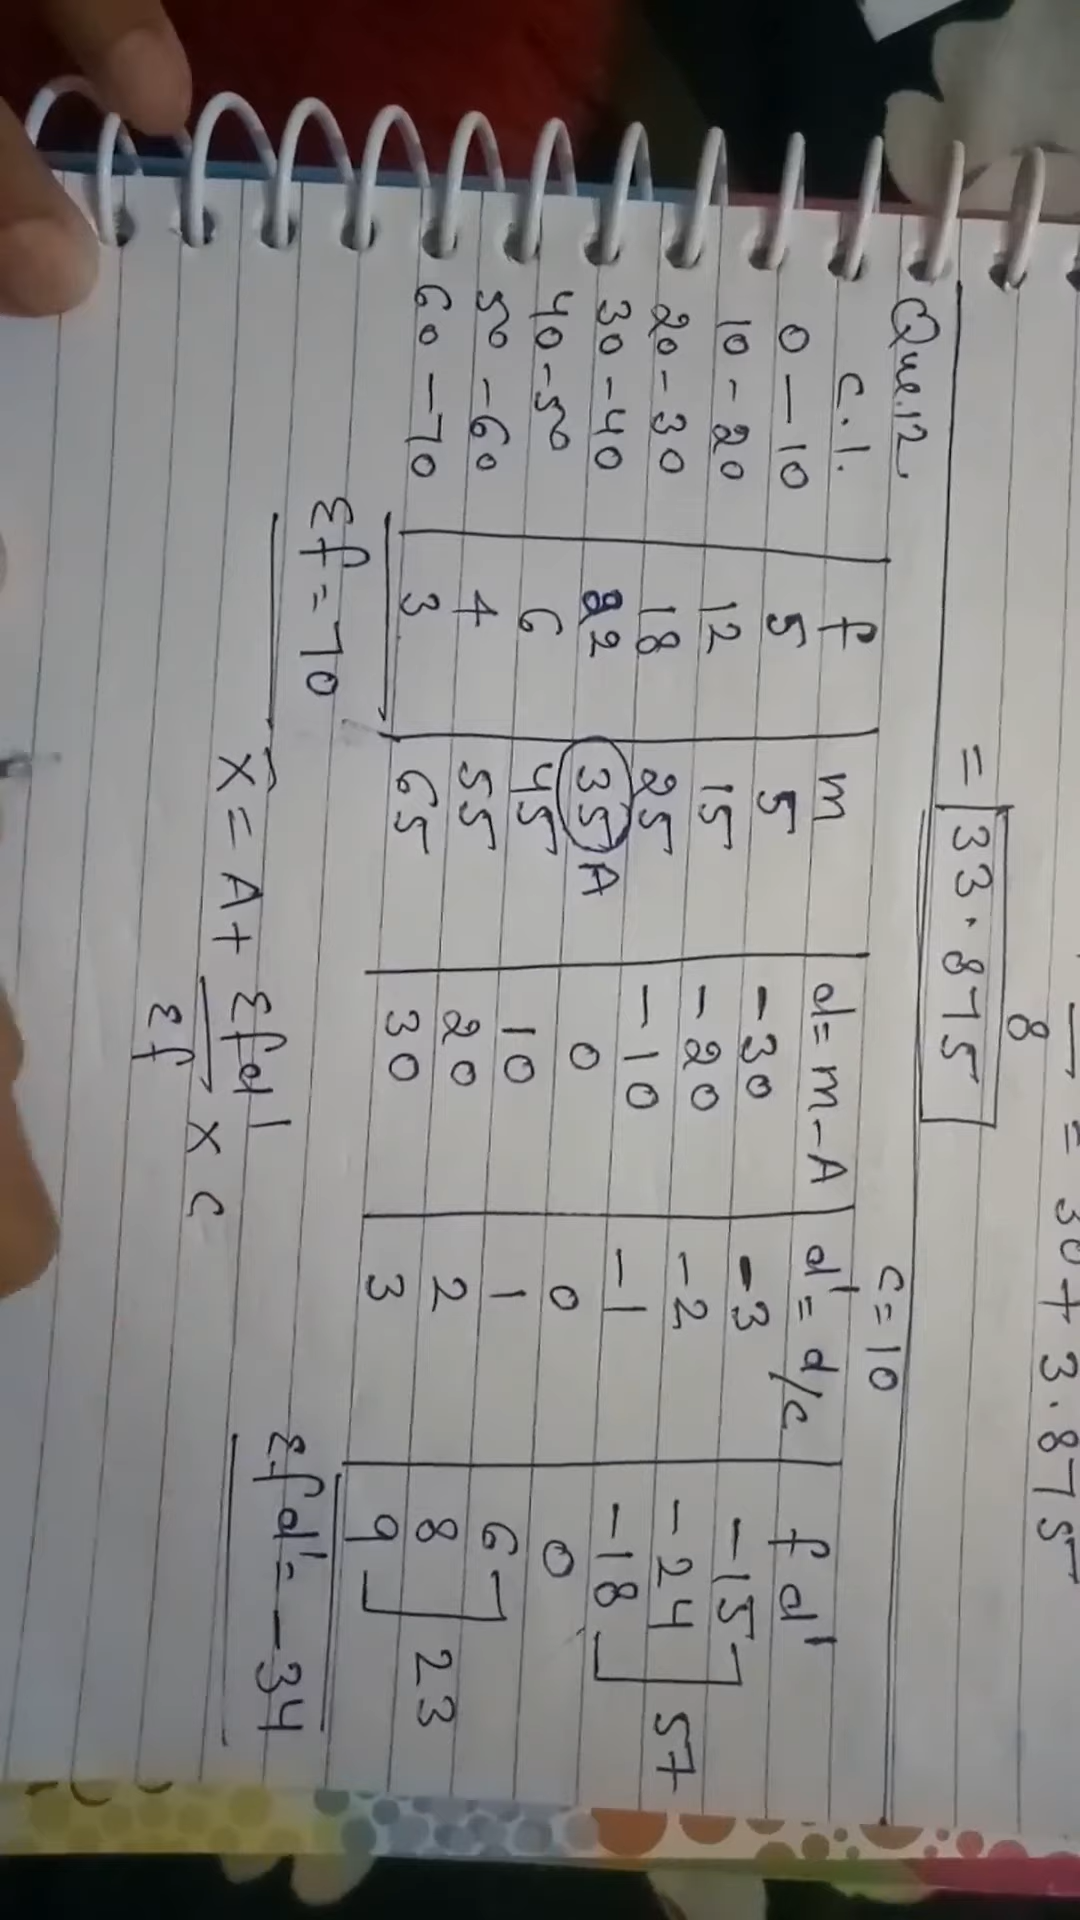 = 30 + 3.875
8
= 33.875
Que.12.
c = 10
C.I. f m d = m - A d' = d/c fd'
0 - 10 5 5 -30 -3 -15
10 - 20 12 15 -20 -2 -24 57
20 - 30 18 25 -10 -1 -18
30 - 40 22 35 A 0 0 0
40 - 50 6 45 10 1 6
50 - 60 4 55 20 2 8 23
60 - 70 3 65 30 3 9
Σf = 70 Σfd' = -34
X̄ = A + Σfd' / Σf × C